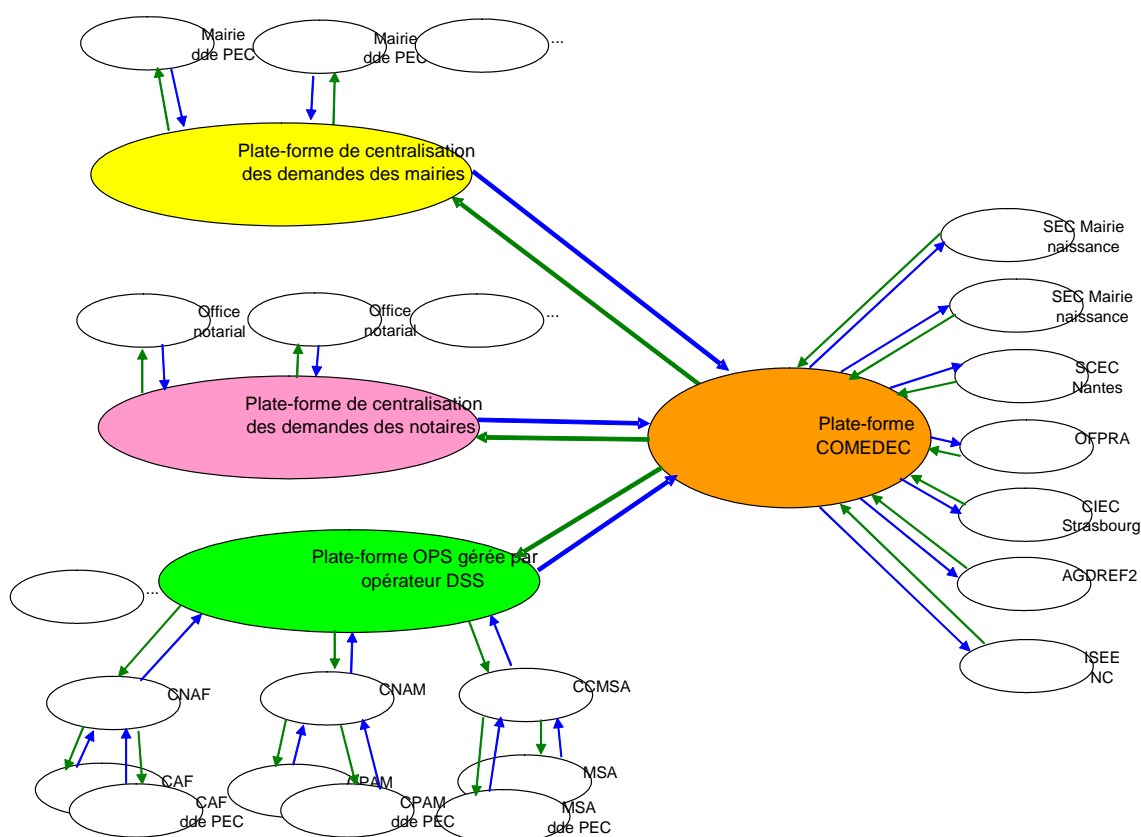 Mairie
dde PEC
Mairie
dde PEC
...
Plate-forme de centralisation
des demandes des mairies
SEC Mairie
naissance
SEC Mairie
naissance
Office
notarial
Office
notarial
...
SCEC
Nantes
Plate-forme de centralisation
des demandes des notaires
Plate-forme
COMEDEC
OFPRA
CIEC
Strasbourg
Plate-forme OPS gérée par
opérateur DSS
AGDREF2
...
ISEE
NC
CNAF
CNAM
CCMSA
CAF
CAF
dde PEC
CPAM
CPAM
dde PEC
MSA
MSA
dde PEC